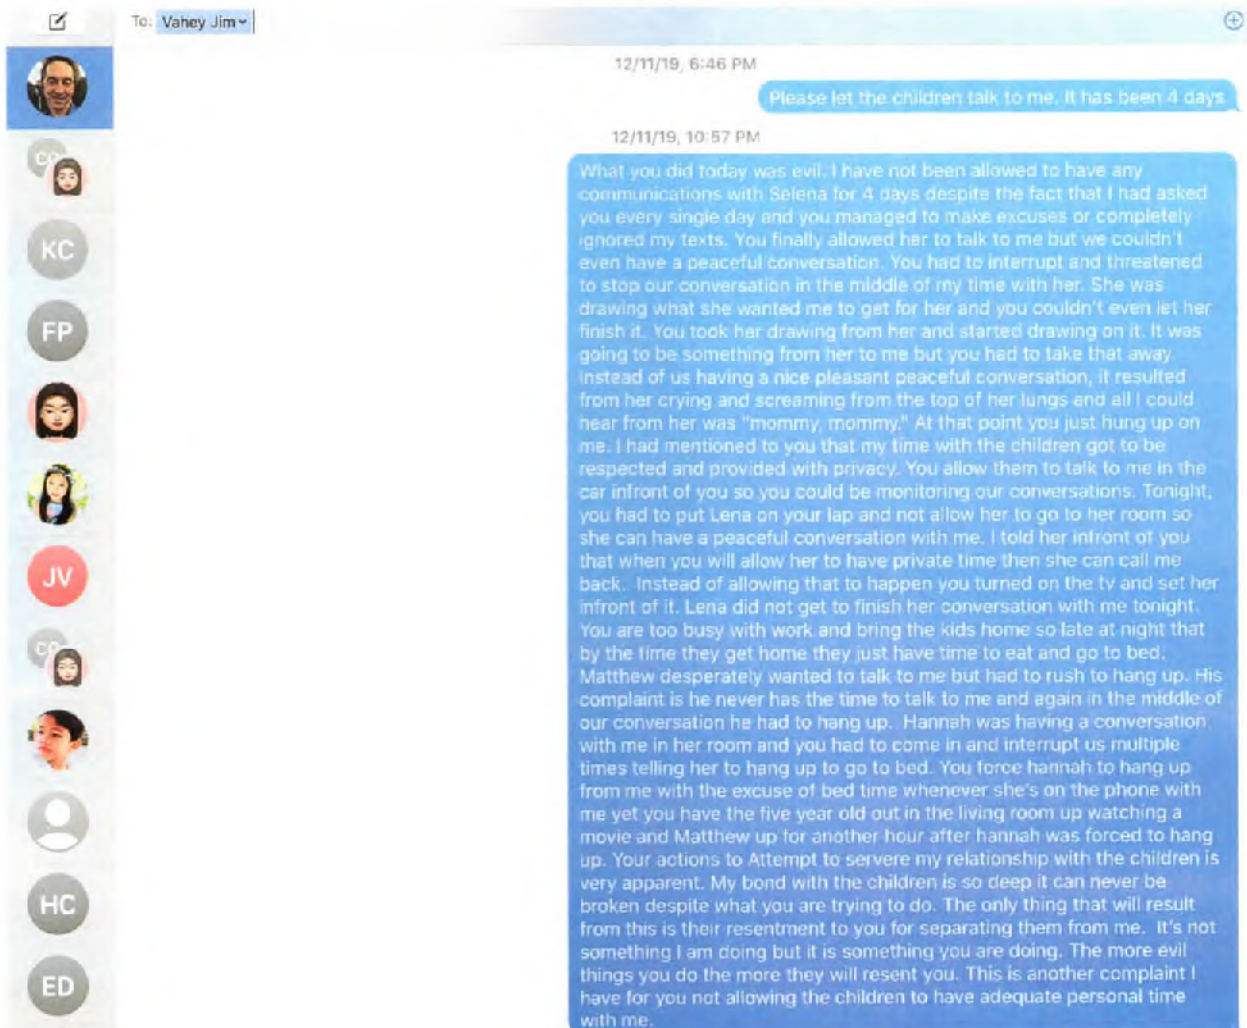 To: Vahey Jim
12/11/19, 6:46 PM
Please let the children talk to me. It has been 4 days
12/11/19, 10:57 PM
What you did today was evil. I have not been allowed to have any
communications with Selena for 4 days despite the fact that I had asked
you every single day and you managed to make excuses or completely
ignored my texts. You finally allowed her to talk to me but we couldn't
even have a peaceful conversation. You had to interrupt and threatened
to stop our conversation in the middle of my time with her. She was
drawing what she wanted me to get for her and you couldn't even let her
finish it. You took her drawing from her and started drawing on it. It was
going to be something from her to me but you had to take that away.
Instead of us having a nice pleasant peaceful conversation, it resulted
from her crying and screaming from the top of her lungs and all I could
hear from her was "mommy, mommy." At that point you just hung up on
me. I had mentioned to you that my time with the children got to be
respected and provided with privacy. You allow them to talk to me in the
car infront of you so you could be monitoring our conversations. Tonight,
you had to put Lena on your lap and not allow her to go to her room so
she can have a peaceful conversation with me. I told her infront of you
that when you will allow her to have private time then she can call me
back. Instead of allowing that to happen you turned on the tv and set her
infront of it. Lena did not get to finish her conversation with me tonight.
You are too busy with work and bring the kids home so late at night that
by the time they get home they just have time to eat and go to bed.
Matthew desperately wanted to talk to me but had to rush to hang up. His
complaint is he never has the time to talk to me and again in the middle of
our conversation he had to hang up. Hannah was having a conversation
with me in her room and you had to come in and interrupt us multiple
times telling her to hang up to go to bed. You force hannah to hang up
from me with the excuse of bed time whenever she's on the phone with
me yet you have the five year old out in the living room up watching a
movie and Matthew up for another hour after hannah was forced to hang
up. Your actions to Attempt to servere my relationship with the children is
very apparent. My bond with the children is so deep it can never be
broken despite what you are trying to do. The only thing that will result
from this is their resentment to you for separating them from me. It's not
something I am doing but it is something you are doing. The more evil
things you do the more they will resent you. This is another complaint I
have for you not allowing the children to have adequate personal time
with me.
KC
FP
JV
HC
ED